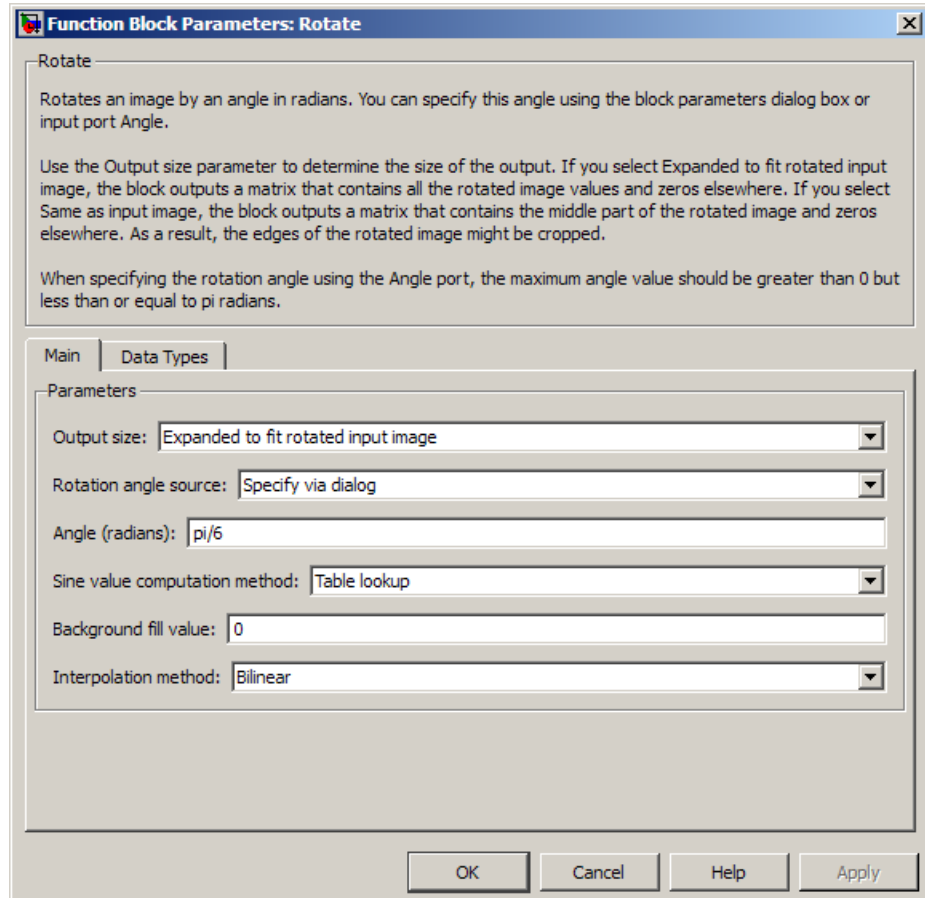 Function Block Parameters: Rotate
Rotate
Rotates an image by an angle in radians. You can specify this angle using the block parameters dialog box or
input port Angle.
Use the Output size parameter to determine the size of the output. If you select Expanded to fit rotated input
image, the block outputs a matrix that contains all the rotated image values and zeros elsewhere. If you select
Same as input image, the block outputs a matrix that contains the middle part of the rotated image and zeros
elsewhere. As a result, the edges of the rotated image might be cropped.
When specifying the rotation angle using the Angle port, the maximum angle value should be greater than 0 but
less than or equal to pi radians.
Main Data Types
Parameters
Output size: Expanded to fit rotated input image
Rotation angle source: Specify via dialog
Angle (radians): pi/6
Sine value computation method: Table lookup
Background fill value: 0
Interpolation method: Bilinear
OK Cancel Help Apply